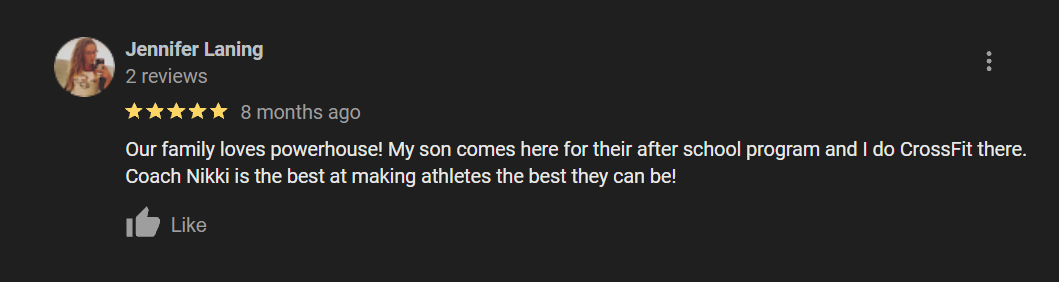 Jennifer Laning
2 reviews
8 months ago
Our family loves powerhouse! My son comes here for their after school program and I do CrossFit there.
Coach Nikki is the best at making athletes the best they can be!
Like